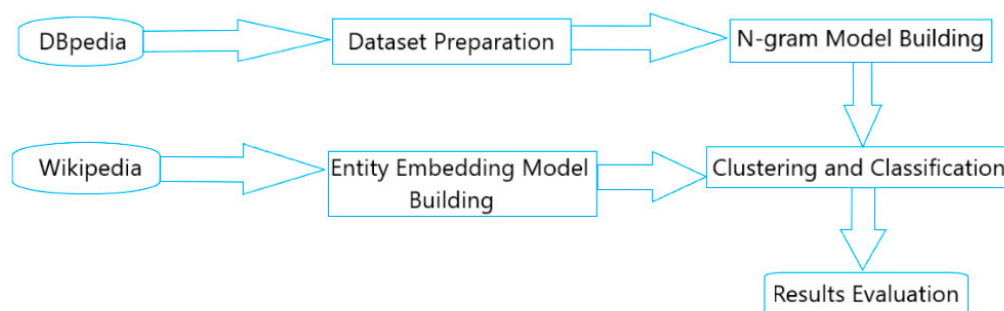 DBpedia
Dataset Preparation
N-gram Model Building
Wikipedia
Entity Embedding Model
Building
Clustering and Classification
Results Evaluation